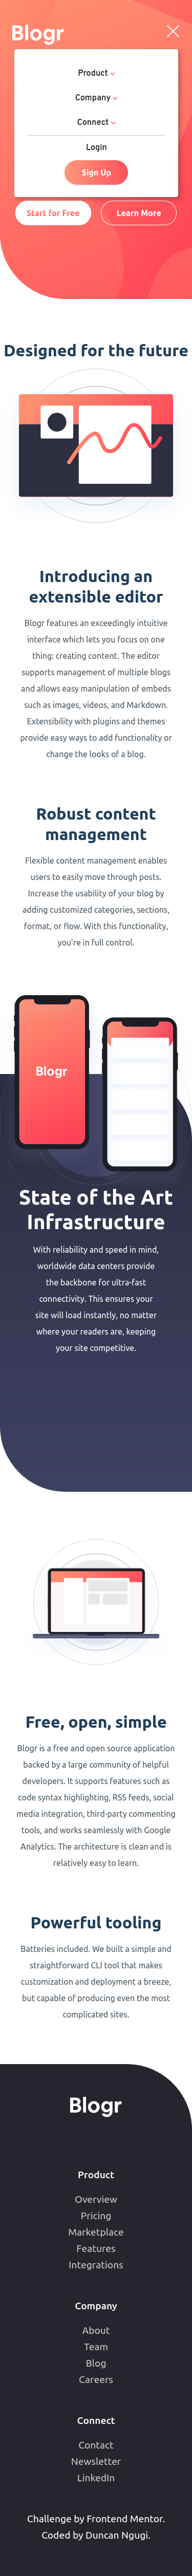 Blogr
Product
Company
Connect
Login
Sign Up
Start for Free
Learn More
Designed for the future
Introducing an
extensible editor
Blogr features an exceedingly intuitive
interface which lets you focus on one
thing: creating content. The editor
supports management of multiple blogs
and allows easy manipulation of embeds
such as images, videos, and Markdown.
Extensibility with plugins and themes
provide easy ways to add functionality or
change the looks of a blog.
Robust content
management
Flexible content management enables
users to easily move through posts.
Increase the usability of your blog by
adding customized categories, sections,
format, or flow. With this functionality,
you're in full control.
Blogr
State of the Art
Infrastructure
With reliability and speed in mind,
worldwide data centers provide
the backbone for ultra-fast
connectivity. This ensures your
site will load instantly, no matter
where your readers are, keeping
your site competitive.
Free, open, simple
Blogr is a free and open source application
backed by a large community of helpful
developers. It supports features such as
code syntax highlighting, RSS feeds, social
media integration, third-party commenting
tools, and works seamlessly with Google
Analytics. The architecture is clean and is
relatively easy to learn.
Powerful tooling
Batteries included. We built a simple and
straightforward CLI tool that makes
customization and deployment a breeze,
but capable of producing even the most
complicated sites.
Blogr
Product
Overview
Pricing
Marketplace
Features
Integrations
Company
About
Team
Blog
Careers
Connect
Contact
Newsletter
LinkedIn
Challenge by Frontend Mentor.
Coded by Duncan Ngugi.